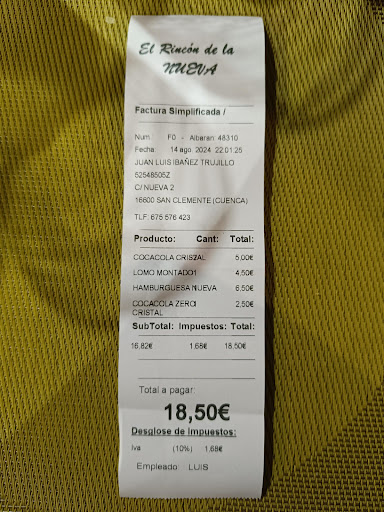 El Rincón de la
NUEVA
Factura Simplificada /
Num: F0 - Albaran: 48310
Fecha: 14 ago. 2024 22:01:25
JUAN LUIS IBAÑEZ TRUJILLO
52548505Z
C/ NUEVA 2
16600 SAN CLEMENTE (CUENCA)
TLF: 675 576 423
Producto: Cant: Total:
COCACOLA CRIS2AL 5,00€
LOMO MONTADO1 4,50€
HAMBURGUESA NUEVA 6,50€
COCACOLA ZERO 2,50€
CRISTAL
SubTotal: Impuestos: Total:
16,82€ 1,68€ 18,50€
Total a pagar:
18,50€
Desglose de Impuestos:
Iva (10%) 1,68€
Empleado: LUIS